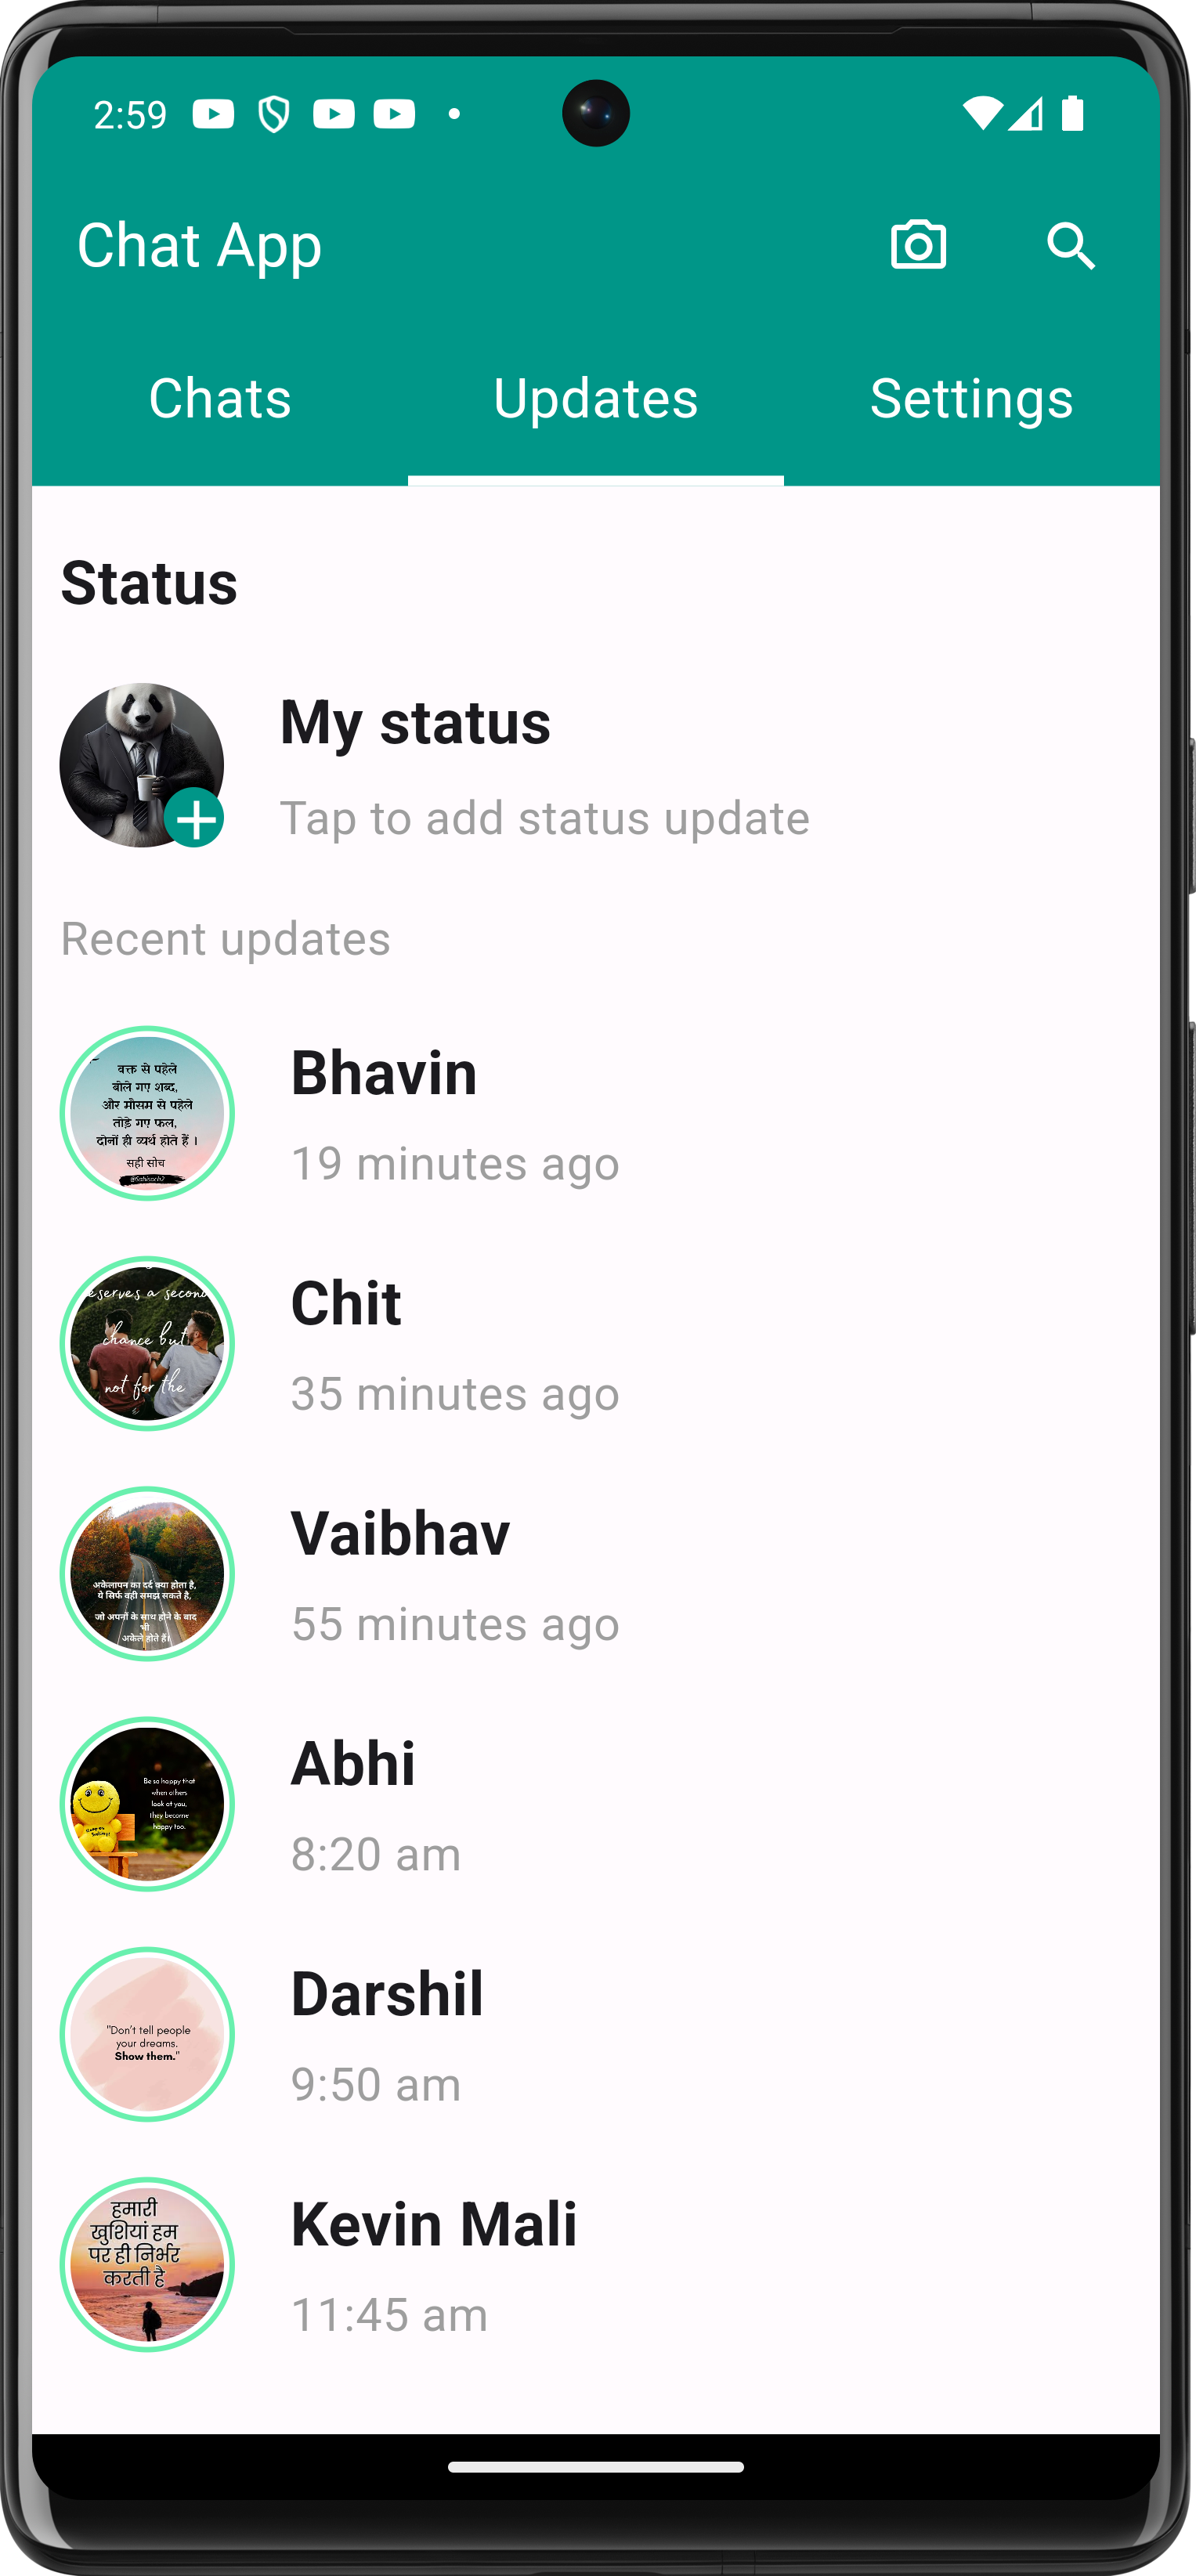 2:59
Chat App
Chats
Updates
Settings
Status
My status
Tap to add status update
Recent updates
वक्त से पहेले
बोले गए शब्द,
और मौसम से पहेले
तोड़े गए फल,
दोनों ही व्यर्थ होते हैं ।
सही सोच
Bhavin
19 minutes ago
eserves a secon
chance but
not for the
Chit
35 minutes ago
अकेलापन का दर्द क्या होता है,
ये सिर्फ वही समझ सकते है,
जो अपनों के साथ होने के बाद
भी
अकेले होते हैं।
Vaibhav
55 minutes ago
Be so happy that
when others
look at you,
they become
happy too.
Abhi
8:20 am
"Don't tell people
your dreams.
Show them."
Darshil
9:50 am
हमारी
खुशियां हम
पर ही निर्भर
करती है
Kevin Mali
11:45 am